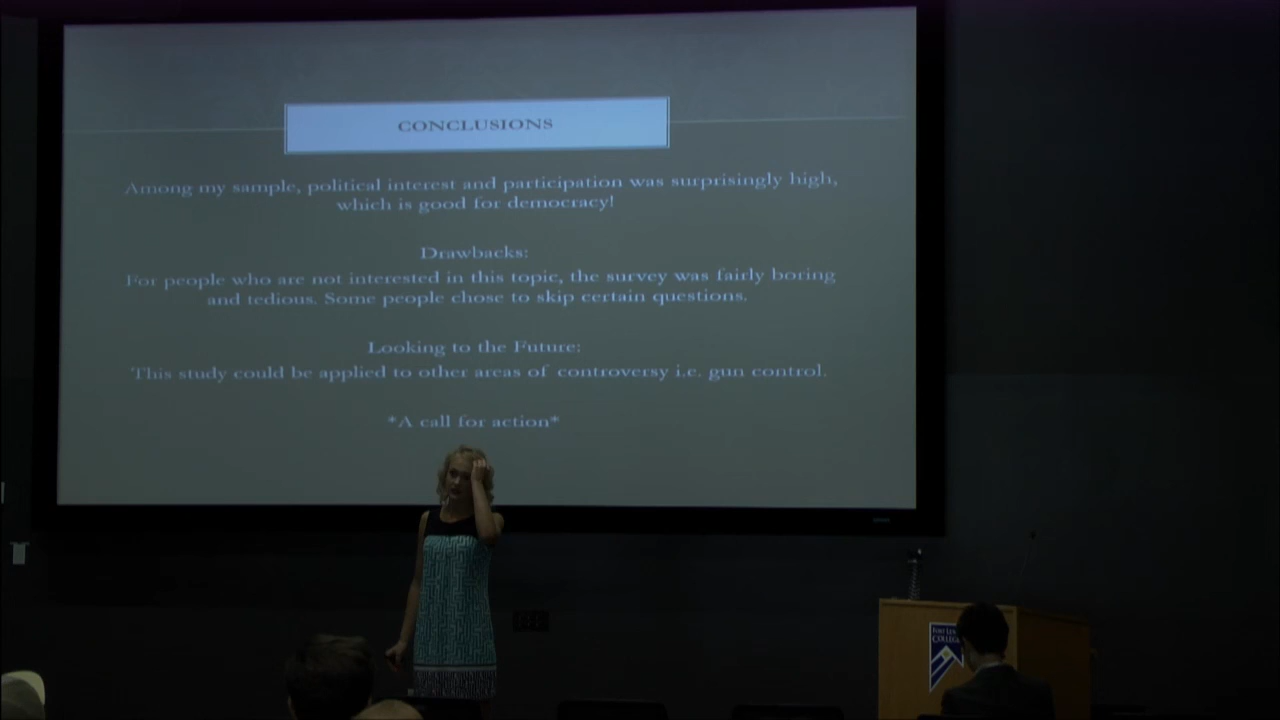 CONCLUSIONS
Among my sample, political interest and participation was surprisingly high,
which is good for democracy!
Drawbacks:
For people who are not interested in this topic, the survey was fairly boring
and tedious. Some people chose to skip certain questions.
Looking to the Future:
This study could be applied to other areas of controversy i.e. gun control.
*A call for action*
FORT
COLLEGE